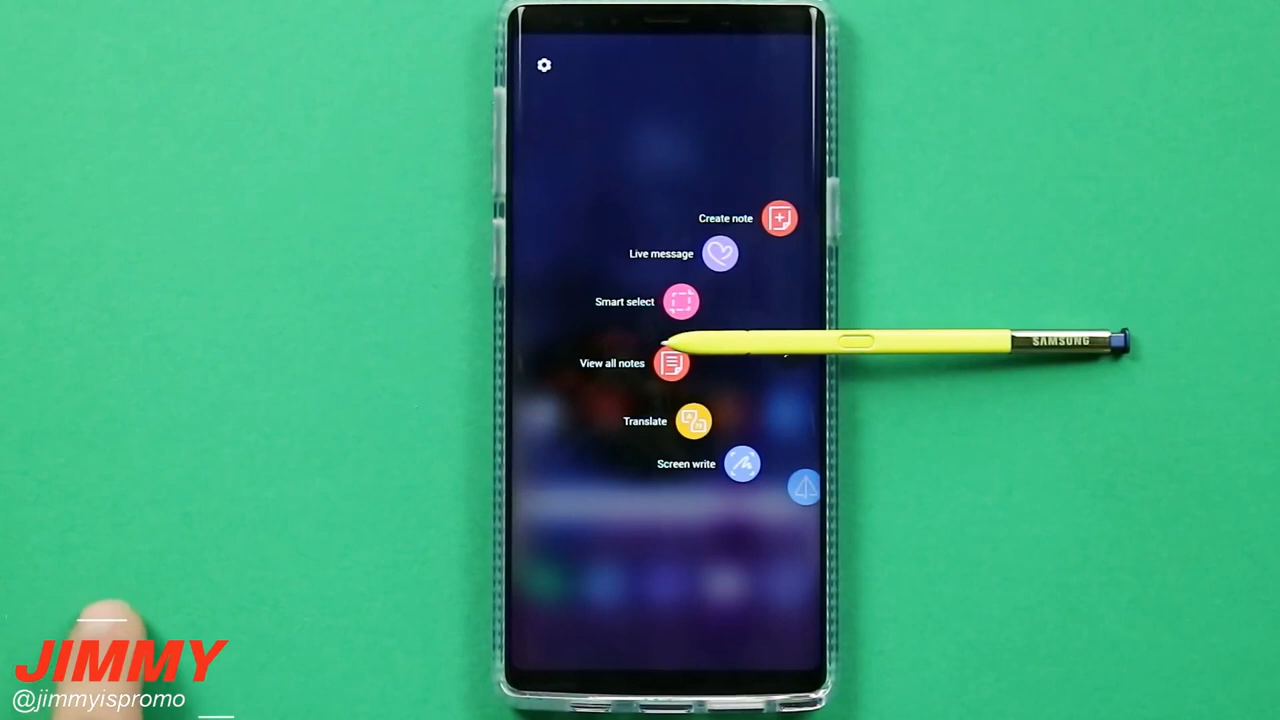 Create note
Live message
Smart select
SAMSUNG
View all notes
Translate
Screen write
JIMMY
@jimmyispromo